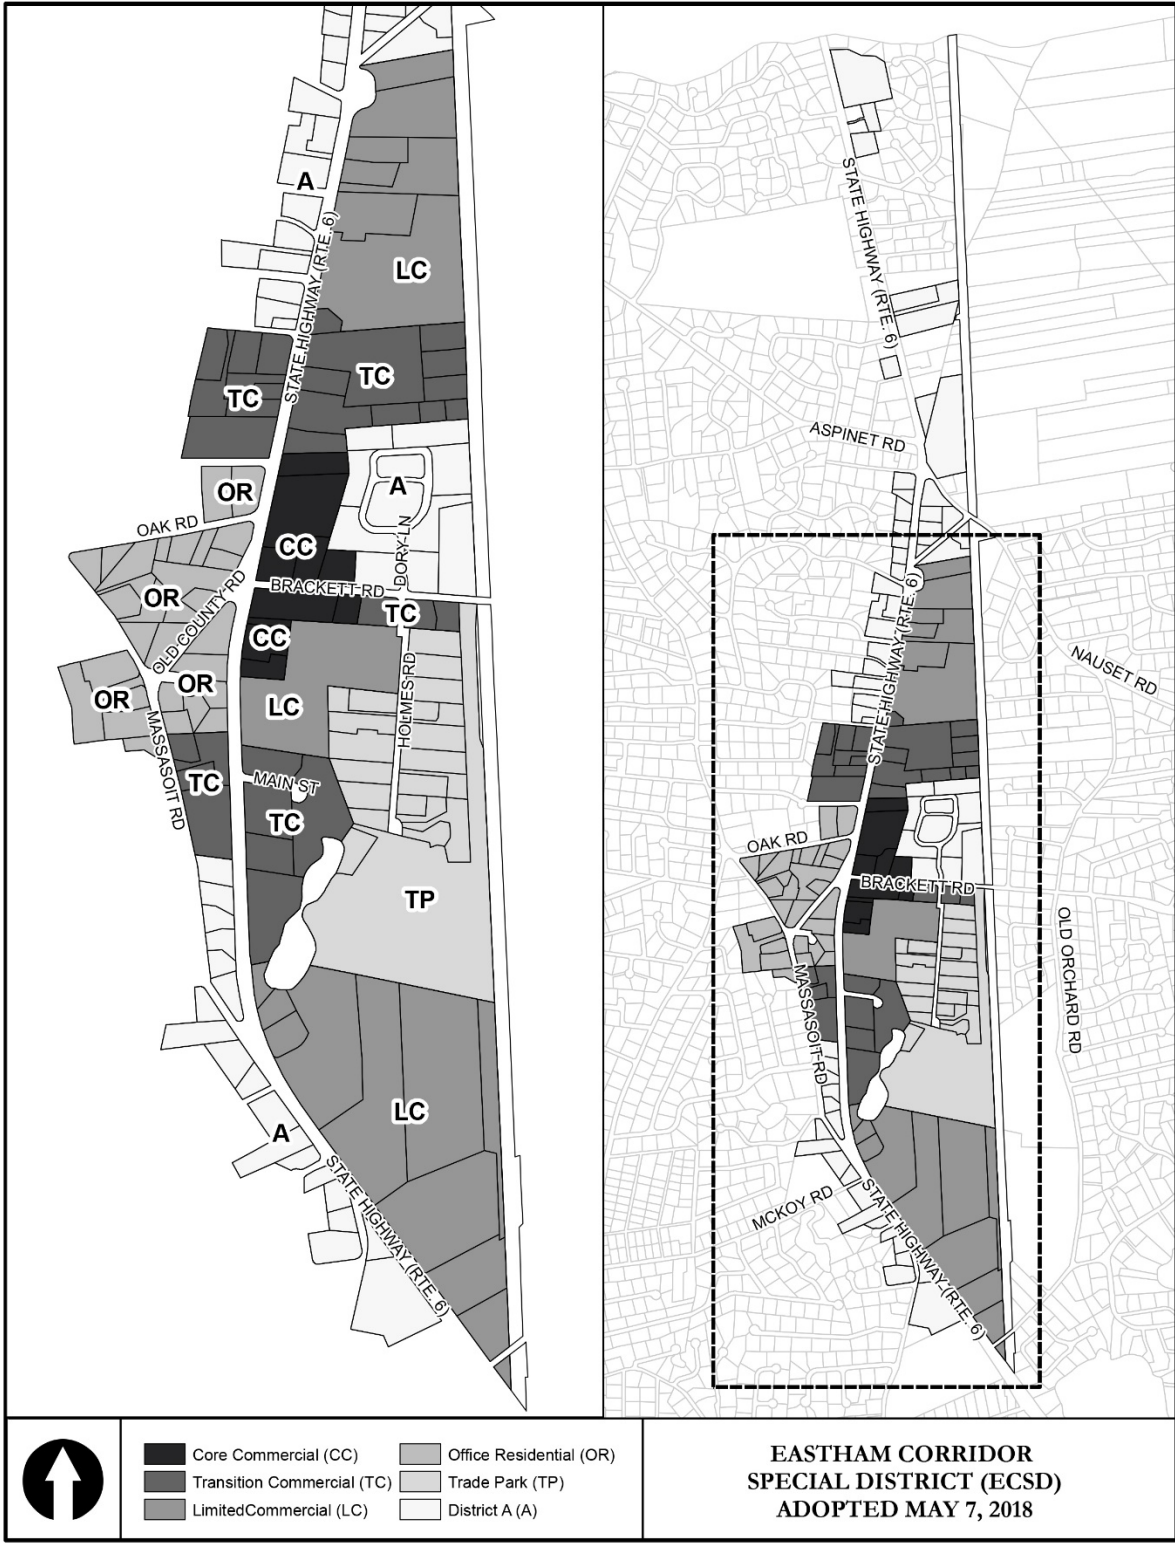 A
STATE HIGHWAY (RTE. 6)
LC
TC
TC
OR
A
OAK RD
CC
DORY LN
BRACKETT RD
OR
OLD COUNTY RD
TC
CC
OR
OR
LC
HOLMES RD
MASSASOIT RD
TC
MAIN ST
TC
TP
LC
A
STATE HIGHWAY (RTE. 6)
STATE HIGHWAY (RTE. 6)
ASPINET RD
STATE HIGHWAY (RTE. 6)
NAUSET RD
OAK RD
BRACKETT RD
OLD ORCHARD RD
MASSASOIT RD
MCKOY RD
STATE HIGHWAY (RTE. 6)
Core Commercial (CC)
Transition Commercial (TC)
LimitedCommercial (LC)
Office Residential (OR)
Trade Park (TP)
District A (A)
EASTHAM CORRIDOR
SPECIAL DISTRICT (ECSD)
ADOPTED MAY 7, 2018